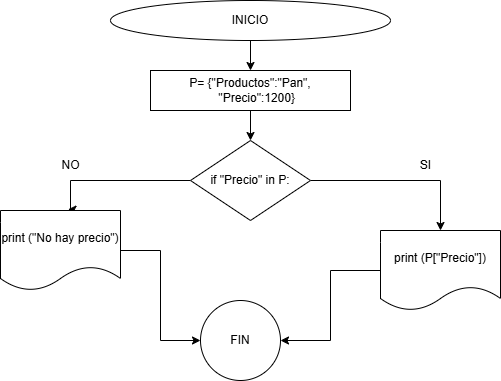 INICIO
P= {"Productos":"Pan",
"Precio":1200}
NO
SI
if "Precio" in P:
print ("No hay precio")
print (P["Precio"])
FIN